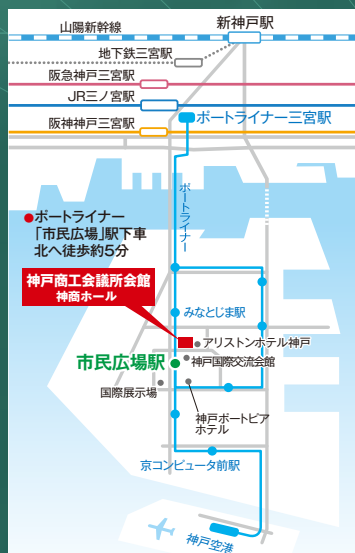 山陽新幹線
新神戸駅
地下鉄三宮駅
阪急神戸三宮駅
JR三ノ宮駅
阪神神戸三宮駅
ポートライナー三宮駅
ポートライナー
●ポートライナー
「市民広場」駅下車
北へ徒歩約5分
神戸商工会議所会館
神商ホール
みなとじま駅
アリストンホテル神戸
市民広場駅
神戸国際交流会館
国際展示場
神戸ポートピア
ホテル
京コンピュータ前駅
神戸空港